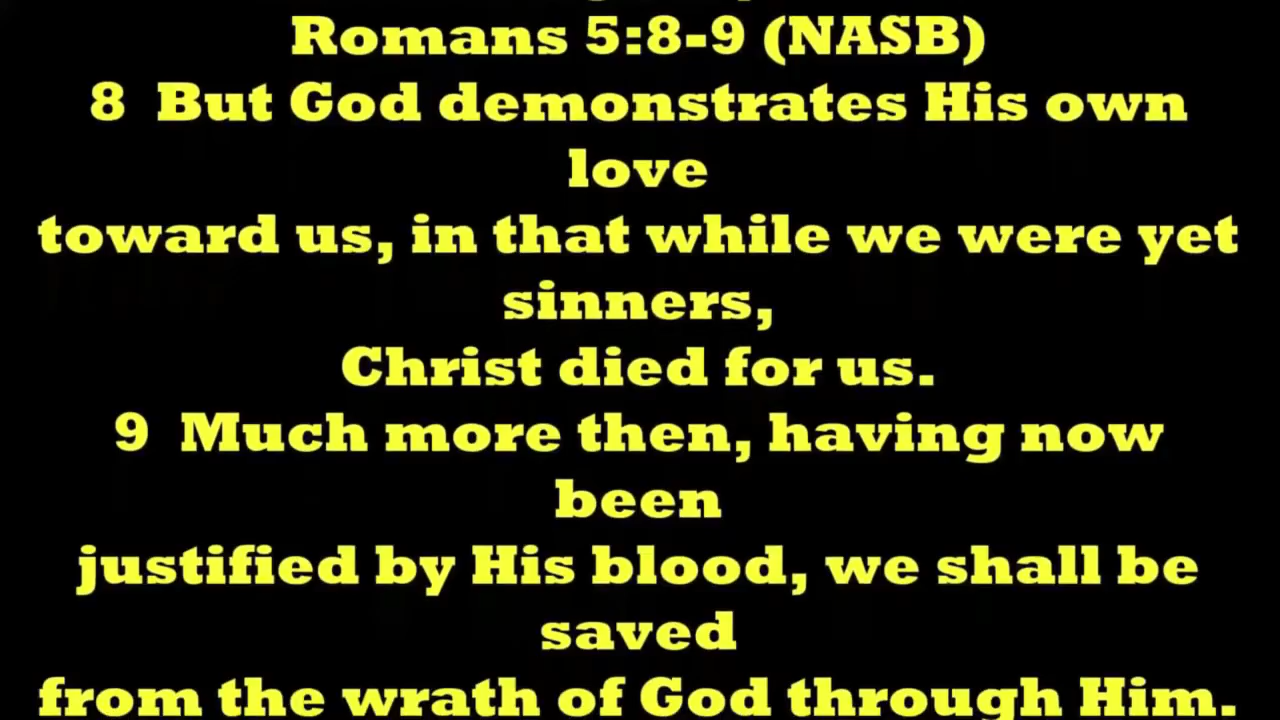 Romans 5:8-9 (NASB)
8 But God demonstrates His own
love
toward us, in that while we were yet
sinners,
Christ died for us.
9 Much more then, having now
been
justified by His blood, we shall be
saved
from the wrath of God through Him.